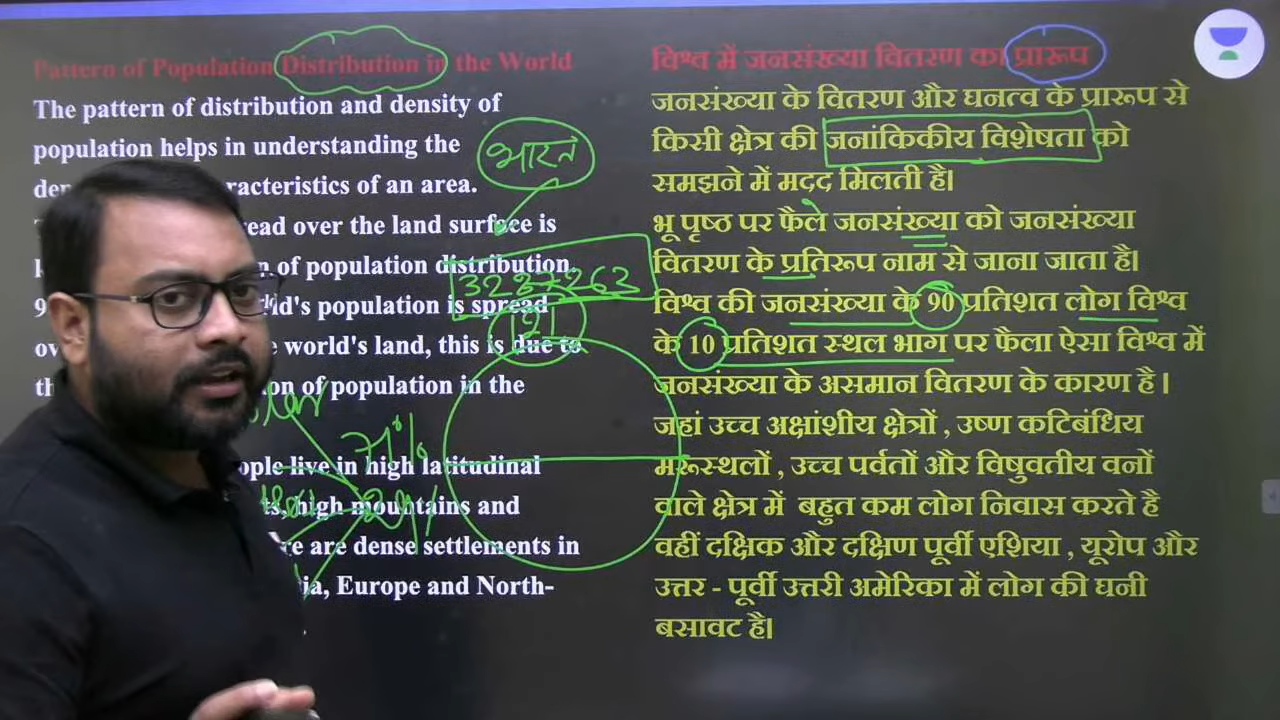 Pattern of Population Distribution in the World
The pattern of distribution and density of
population helps in understanding the
racteristics of an area.
read over the land surface is
n of population distribution.
ld's population is spread
e world's land, this is due to
on of population in the
ople live in high latitudinal
ts, high mountains and
re are dense settlements in
ia, Europe and North-
भारत
3287263
121
71%
29%
विश्व में जनसंख्या वितरण का प्रारूप
जनसंख्या के वितरण और घनत्व के प्रारूप से
किसी क्षेत्र की जनांकिकीय विशेषता को
समझने में मदद मिलती है।
भू पृष्ठ पर फैले जनसंख्या को जनसंख्या
वितरण के प्रतिरूप नाम से जाना जाता है।
विश्व की जनसंख्या के 90 प्रतिशत लोग विश्व
के 10 प्रतिशत स्थल भाग पर फैला ऐसा विश्व में
जनसंख्या के असमान वितरण के कारण है ।
जहां उच्च अक्षांशीय क्षेत्रों , उष्ण कटिबंधिय
मरूस्थलों , उच्च पर्वतों और विषुवतीय वनों
वाले क्षेत्र में बहुत कम लोग निवास करते है
वहीं दक्षिक और दक्षिण पूर्वी एशिया , यूरोप और
उत्तर - पूर्वी उत्तरी अमेरिका में लोग की घनी
बसावट है।